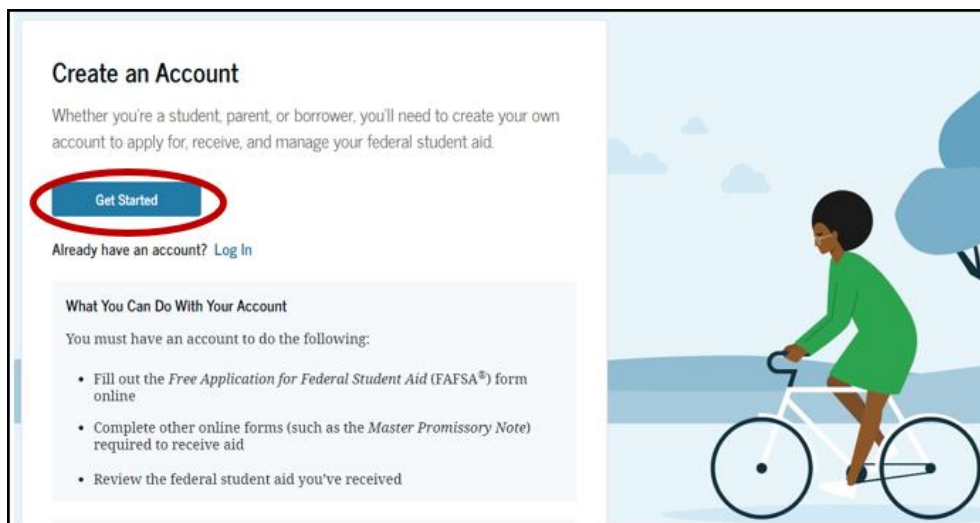 Create an Account
Whether you're a student, parent, or borrower, you'll need to create your own
account to apply for, receive, and manage your federal student aid.
Get Started
Already have an account? Log In
What You Can Do With Your Account
You must have an account to do the following:
• Fill out the Free Application for Federal Student Aid (FAFSA®) form
online
• Complete other online forms (such as the Master Promissory Note)
required to receive aid
• Review the federal student aid you've received